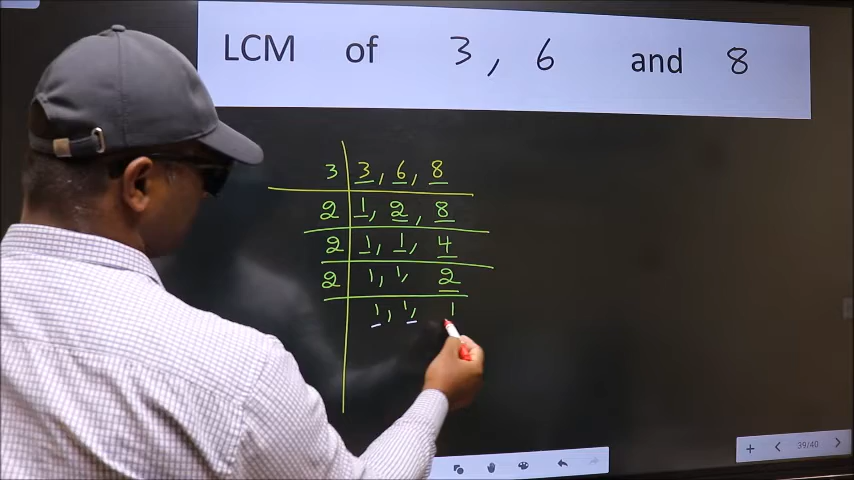 LCM of 3, 6 and 8
3 3, 6, 8
2 1, 2, 8
2 1, 1, 4
2 1, 1 2
1, 1, 1
39/40